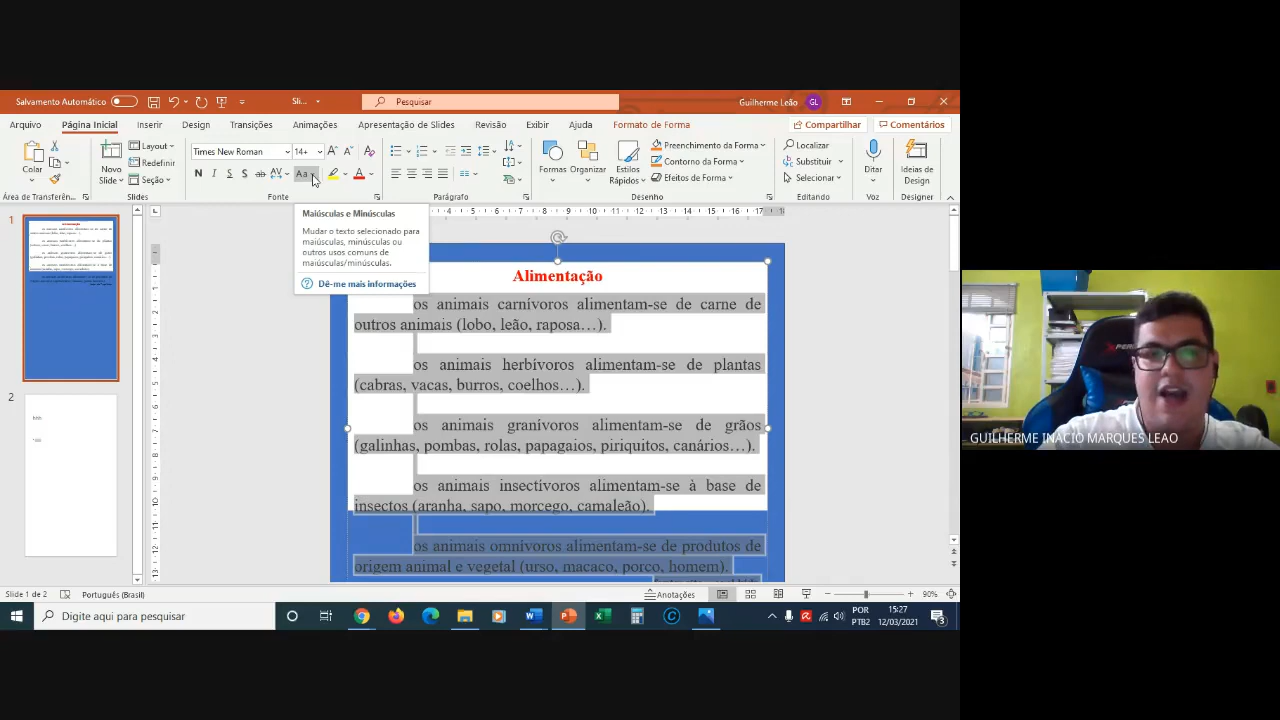 Salvamento Automático
Sli...
Pesquisar
Guilherme Leão
GL
Arquivo
Página Inicial
Inserir
Design
Transições
Animações
Apresentação de Slides
Revisão
Exibir
Ajuda
Formato de Forma
Compartilhar
Comentários
Colar
Novo
Slide
Layout
Redefinir
Seção
Times New Roman
14+
N
I
S
S
ab
AV
Aa
A
Formas
Organizar
Estilos
Rápidos
Preenchimento da Forma
Contorno da Forma
Efeitos de Forma
Localizar
Substituir
Selecionar
Ditar
Ideias de
Design
Área de Transferên...
Slides
Fonte
Parágrafo
Desenho
Editando
Voz
Designer
Maiúsculas e Minúsculas
Mudar o texto selecionado para
maiúsculas, minúsculas ou
outros usos comuns de
maiúsculas/minúsculas.
Dê-me mais informações
1
2
Alimentação
os animais carnívoros alimentam-se de carne de
outros animais (lobo, leão, raposa…).
os animais herbívoros alimentam-se de plantas
(cabras, vacas, burros, coelhos…).
os animais granívoros alimentam-se de grãos
(galinhas, pombas, rolas, papagaios, piriquitos, canários…).
os animais insectívoros alimentam-se à base de
insectos (aranha, sapo, morcego, camaleão).
os animais omnívoros alimentam-se de produtos de
origem animal e vegetal (urso, macaco, porco, homem).
GUILHERME INACIO MARQUES LEAO
Slide 1 de 2
Português (Brasil)
Anotações
90%
Digite aqui para pesquisar
POR
PTB2
15:27
12/03/2021
3